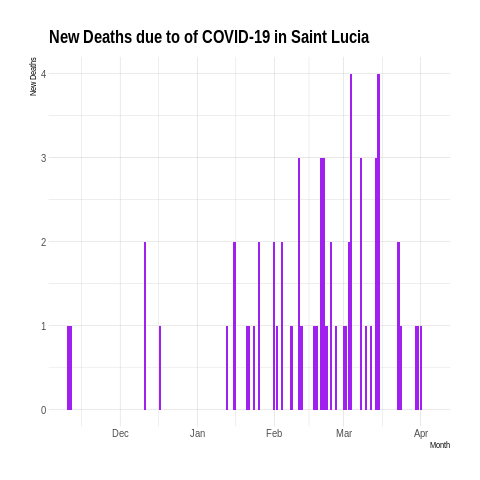 New Deaths due to of COVID-19 in Saint Lucia
New Deaths
4
3
2
1
0
Dec Jan Feb Mar Apr
Month